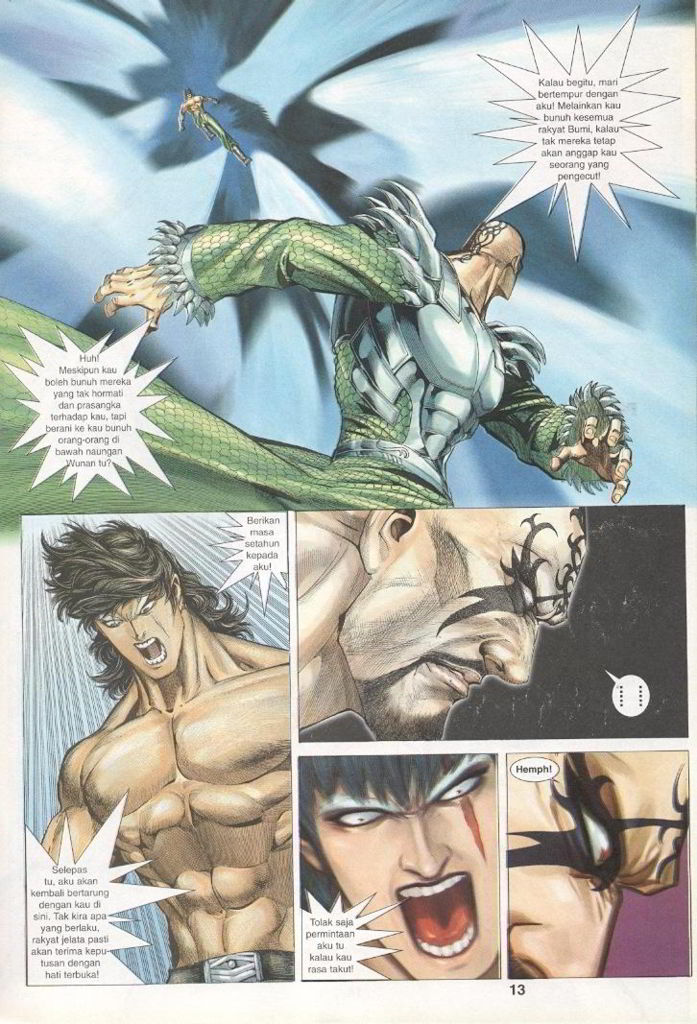 Kalau begitu, mari
bertempur dengan
aku! Melainkan kau
bunuh kesemua
rakyat Bumi, kalau
tak mereka tetap
akan anggap kau
seorang yang
pengecut!
Huh!
Meskipun kau
boleh bunuh mereka
yang tak hormati
dan prasangka
terhadap kau, tapi
berani ke kau bunuh
orang-orang di
bawah naungan
Wunan tu?
Berikan
masa
setahun
kepada
aku!
Selepas
tu, aku akan
kembali bertarung
dengan kau di
sini. Tak kira apa
yang berlaku,
rakyat jelata pasti
akan terima kepu-
tusan dengan
hati terbuka!
Tolak saja
permintaan
aku tu
kalau kau
rasa takut!
Hemph!
13